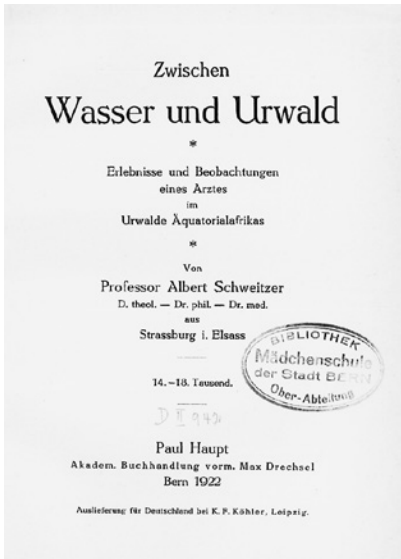 Zwischen
Wasser und Urwald
*
Erlebnisse und Beobachtungen
eines Arztes
im
Urwalde Äquatorialafrikas
*
Von
Professor Albert Schweitzer
D. theol. — Dr. phil. — Dr. med.
aus
Strassburg i. Elsass
BIBLIOTHEK
Mädchenschule
der Stadt BERN
Ober-Abteilung
14.–18. Tausend.
D II 942
Paul Haupt
Akadem. Buchhandlung vorm. Max Drechsel
Bern 1922
Auslieferung für Deutschland bei K. F. Köhler, Leipzig.